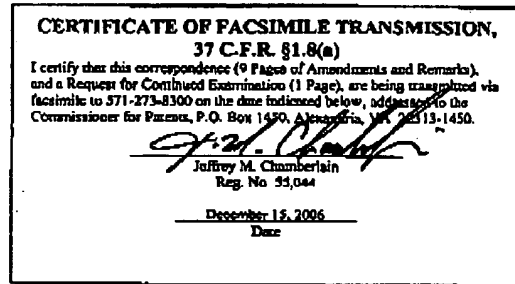 CERTIFICATE OF FACSIMILE TRANSMISSION,
37 C.F.R. §1.8(a)
I certify that this correspondence (9 Pages of Amendments and Remarks),
and a Request for Continued Examination (1 Page), are being transmitted via
facsimile to 571-273-8300 on the date indicated below, addressed to the
Commissioner for Patents, P.O. Box 1450, Alexandria, VA 22313-1450.
Jeffrey M. Chamberlain
Reg. No 55,044
December 15, 2006
Date